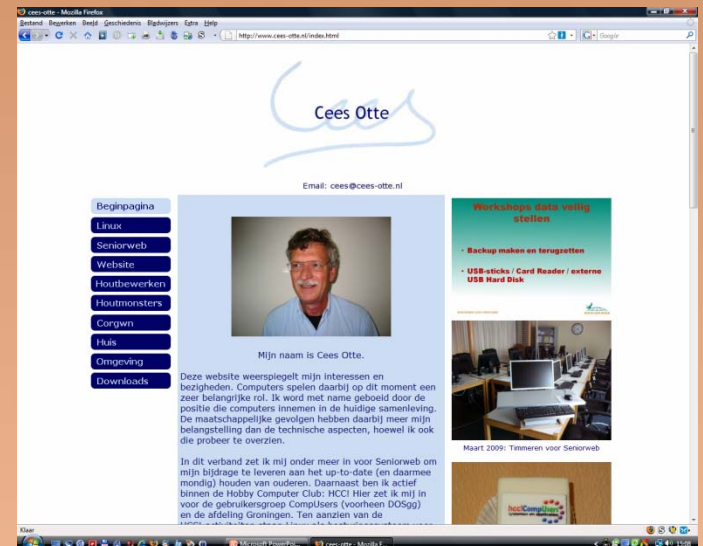 cees-otte - Mozilla Firefox
Bestand Bewerken Beeld Geschiedenis Bladwijzers Extra Help
http://www.cees-otte.nl/index.html
Google
Cees
Cees Otte
Email: cees@cees-otte.nl
Beginpagina
Linux
Seniorweb
Website
Houtbewerken
Houtmonsters
Corgwn
Huis
Omgeving
Downloads
Mijn naam is Cees Otte.
Deze website weerspiegelt mijn interessen en
bezigheden. Computers spelen daarbij op dit moment een
zeer belangrijke rol. Ik word met name geboeid door de
positie die computers innemen in de huidige samenleving.
De maatschappelijke gevolgen hebben daarbij meer mijn
belangstelling dan de technische aspecten, hoewel ik ook
die probeer te overzien.
In dit verband zet ik mij onder meer in voor Seniorweb om
mijn bijdrage te leveren aan het up-to-date (en daarmee
mondig) houden van ouderen. Daarnaast ben ik actief
binnen de Hobby Computer Club: HCC! Hier zet ik mij in
voor de gebruikersgroep CompUsers (voorheen DOSgg)
en de afdeling Groningen. Ten aanzien van de
Workshops data veilig
stellen
• Backup maken en terugzetten
• USB-sticks / Card Reader / externe
USB Hard Disk
Maart 2009: Timmeren voor Seniorweb
hcc!CompUsers
Klaar
Microsoft PowerPoi...
cees-otte - Mozilla F...
15:08